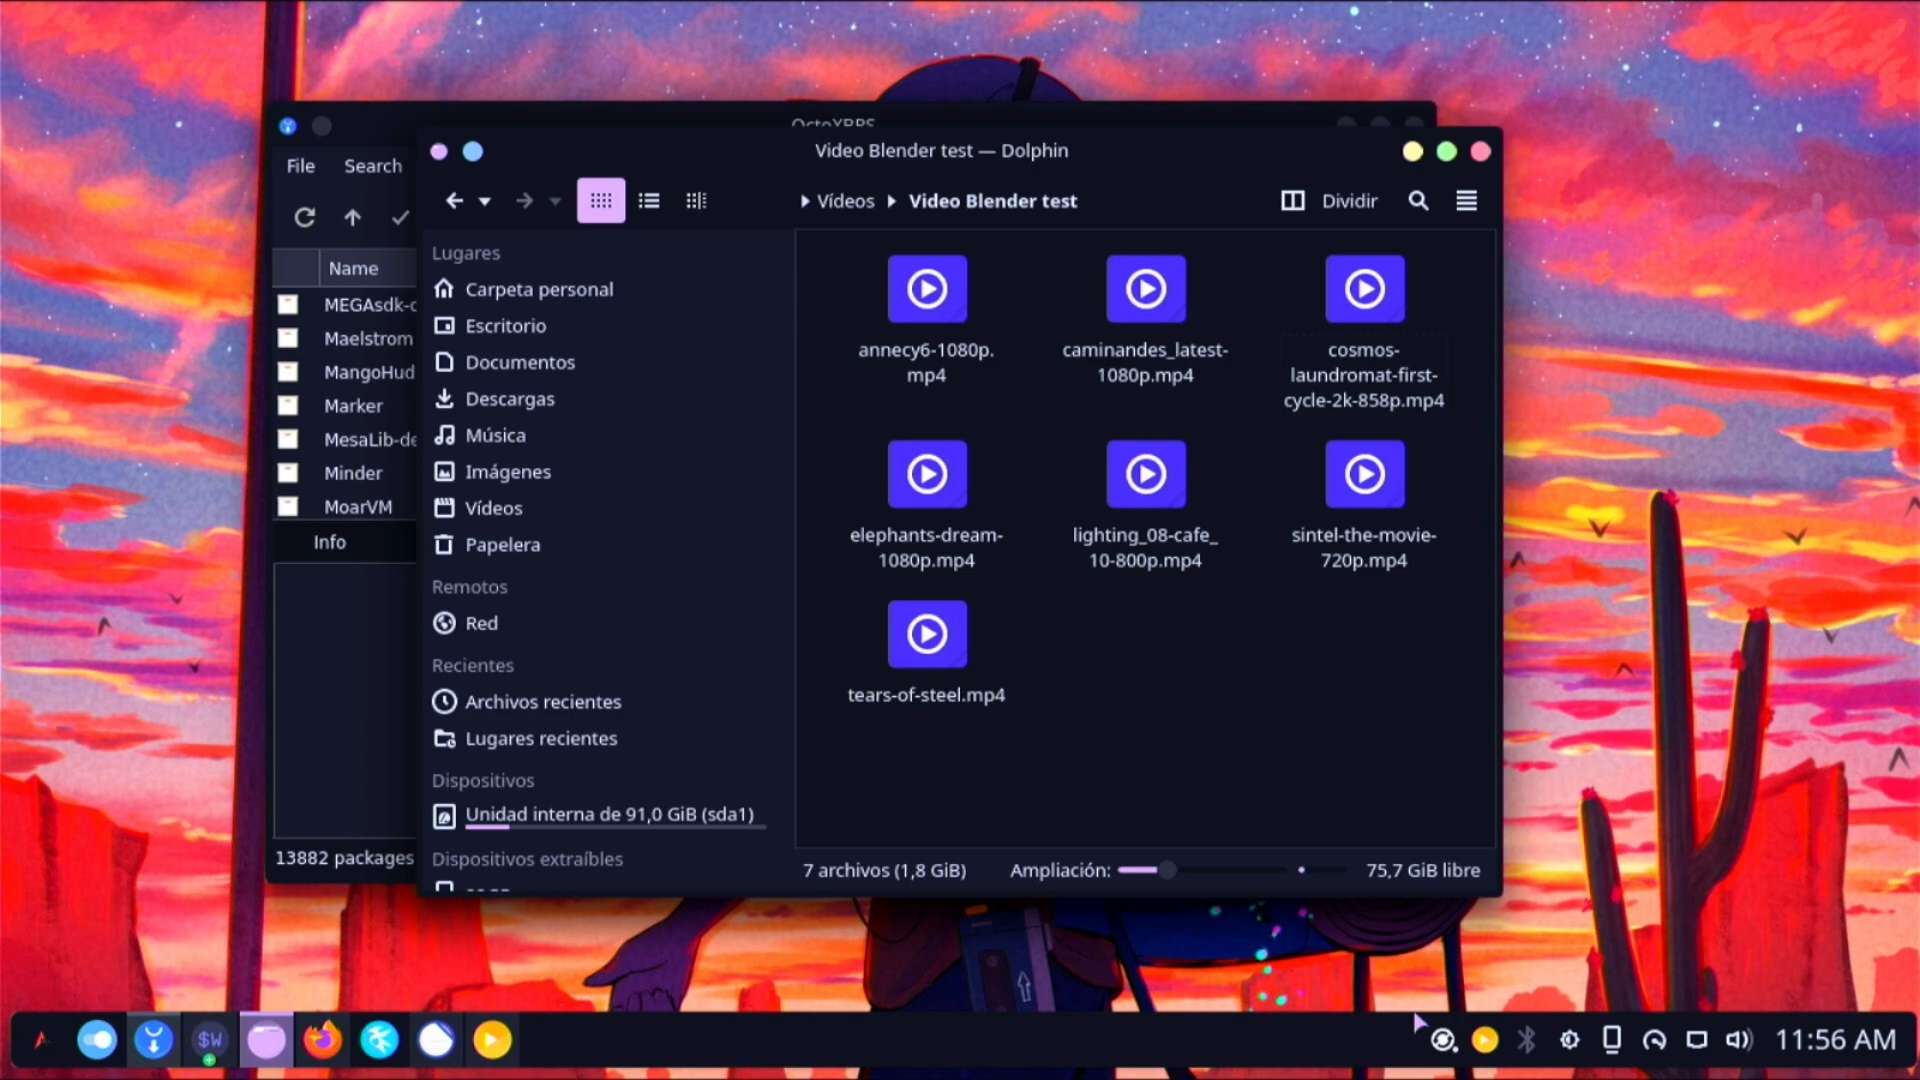 OctoXBPS
File Search
Name
MEGAsdk-
Maelstrom
MangoHud
Marker
MesaLib-de
Minder
MoarVM
Info
13882 packages
Video Blender test — Dolphin
Vídeos Video Blender test
Dividir
Lugares
Carpeta personal
Escritorio
Documentos
Descargas
Música
Imágenes
Vídeos
Papelera
Remotos
Red
Recientes
Archivos recientes
Lugares recientes
Dispositivos
Unidad interna de 91,0 GiB (sda1)
Dispositivos extraíbles
annecy6-1080p.
mp4
caminandes_latest-
1080p.mp4
cosmos-
laundromat-first-
cycle-2k-858p.mp4
elephants-dream-
1080p.mp4
lighting_08-cafe_
10-800p.mp4
sintel-the-movie-
720p.mp4
tears-of-steel.mp4
7 archivos (1,8 GiB)
Ampliación:
75,7 GiB libre
$W
11:56 AM